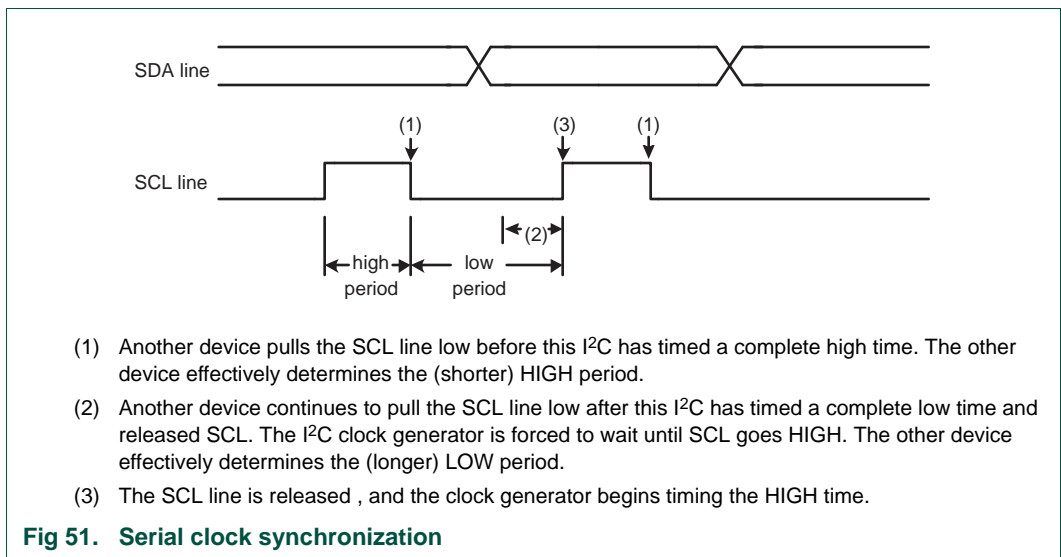 SDA line
(1) (3) (1)
SCL line
(2)
high low
period period
(1) Another device pulls the SCL line low before this I2C has timed a complete high time. The other
device effectively determines the (shorter) HIGH period.
(2) Another device continues to pull the SCL line low after this I2C has timed a complete low time and
released SCL. The I2C clock generator is forced to wait until SCL goes HIGH. The other device
effectively determines the (longer) LOW period.
(3) The SCL line is released , and the clock generator begins timing the HIGH time.
Fig 51. Serial clock synchronization